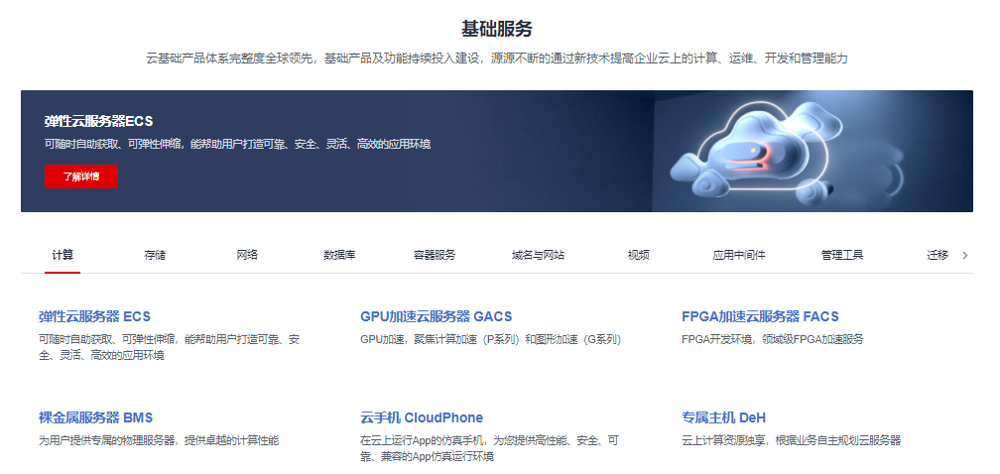 基础服务
云基础产品体系完整度全球领先，基础产品及功能持续投入建设，源源不断的通过新技术提高企业云上的计算、运维、开发和管理能力
弹性云服务器ECS
可随时自助获取、可弹性伸缩，能帮助用户打造可靠、安全、灵活、高效的应用环境
了解详情
计算 存储 网络 数据库 容器服务 域名与网站 视频 应用中间件 管理工具 迁移
弹性云服务器 ECS
可随时自助获取、可弹性伸缩，能帮助用户打造可靠、安
全、灵活、高效的应用环境
GPU加速云服务器 GACS
GPU加速，聚焦计算加速（P系列）和图形加速（G系列）
FPGA加速云服务器 FACS
FPGA开发环境，领域级FPGA加速服务
裸金属服务器 BMS
为用户提供专属的物理服务器，提供卓越的计算性能
云手机 CloudPhone
在云上运行App的仿真手机，为您提供高性能、安全、可
靠、兼容的App仿真运行环境
专属主机 DeH
云上计算资源独享，根据业务自主规划云服务器